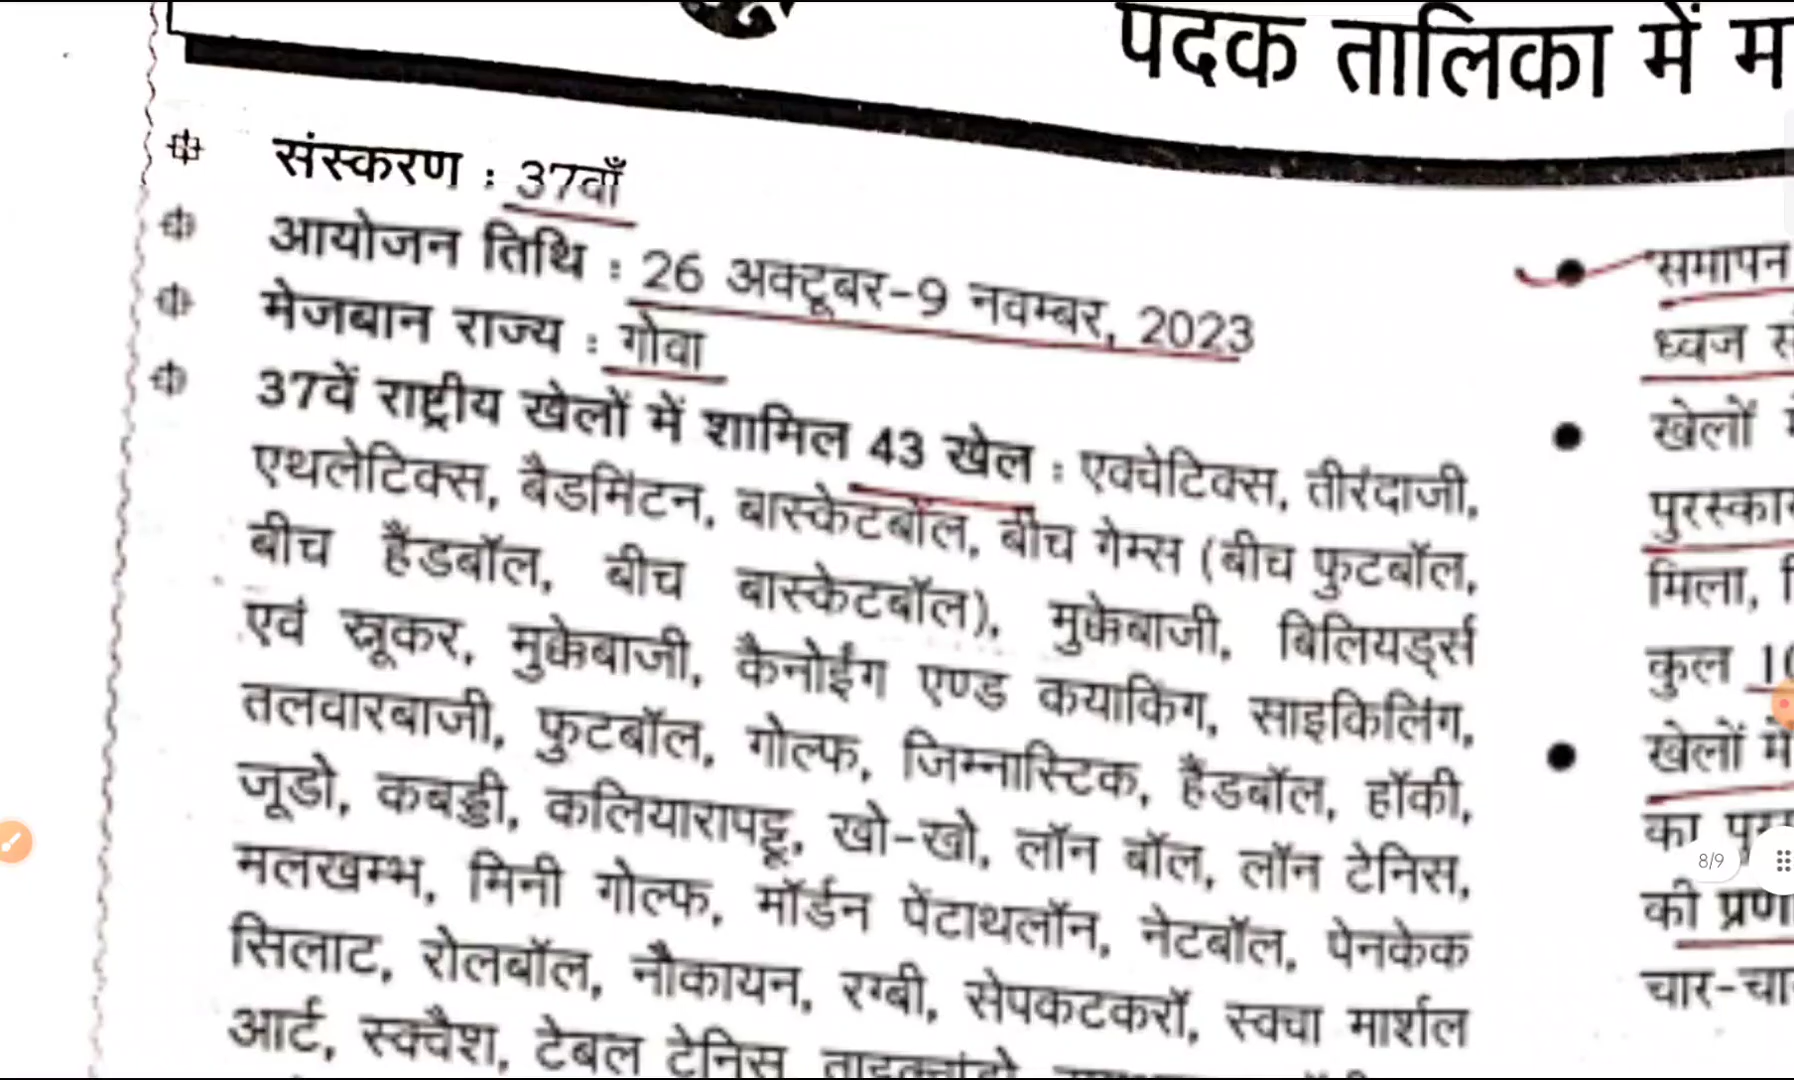 पदक तालिका में म
संस्करण : 37वाँ
आयोजन तिथि : 26 अक्टूबर-9 नवम्बर, 2023
मेजबान राज्य : गोवा
37वें राष्ट्रीय खेलों में शामिल 43 खेल : एक्वेटिक्स, तीरंदाजी,
एथलेटिक्स, बैडमिंटन, बास्केटबॉल, बीच गेम्स (बीच फुटबॉल,
बीच हैंडबॉल, बीच बास्केटबॉल), मुक्केबाजी, बिलियर्ड्स
एवं स्नूकर, मुक्केबाजी, कैनोईंग एण्ड कयाकिंग, साइकिलिंग,
तलवारबाजी, फुटबॉल, गोल्फ, जिम्नास्टिक, हैंडबॉल, हॉकी,
जूडो, कबड्डी, कलियारापट्टू, खो-खो, लॉन बॉल, लॉन टेनिस,
मलखम्भ, मिनी गोल्फ, मॉर्डन पेंटाथलॉन, नेटबॉल, पेनकेक
सिलाट, रोलबॉल, नौकायन, रग्बी, सेपकटकरॉ, स्क्चा मार्शल
आर्ट, स्क्वैश, टेबल टेनिस
समापन
ध्वज
खेलों
पुरस्का
मिला,
कुल 10
खेलों में
का
की प्रण
चार-चा
8/9